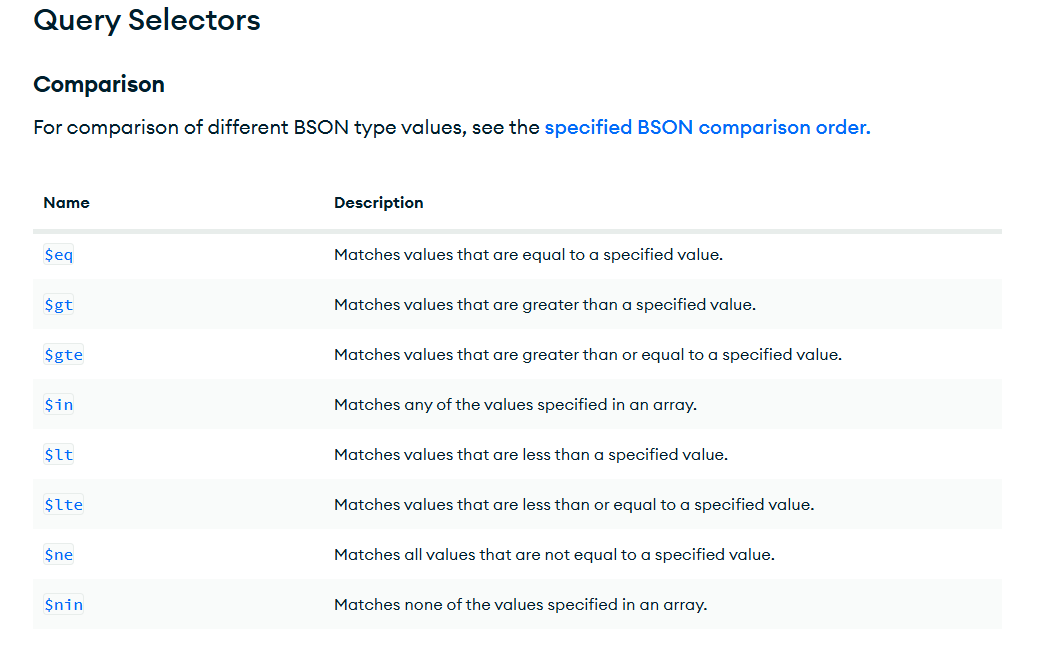 Query Selectors
Comparison
For comparison of different BSON type values, see the specified BSON comparison order.
Name Description
$eq Matches values that are equal to a specified value.
$gt Matches values that are greater than a specified value.
$gte Matches values that are greater than or equal to a specified value.
$in Matches any of the values specified in an array.
$lt Matches values that are less than a specified value.
$lte Matches values that are less than or equal to a specified value.
$ne Matches all values that are not equal to a specified value.
$nin Matches none of the values specified in an array.